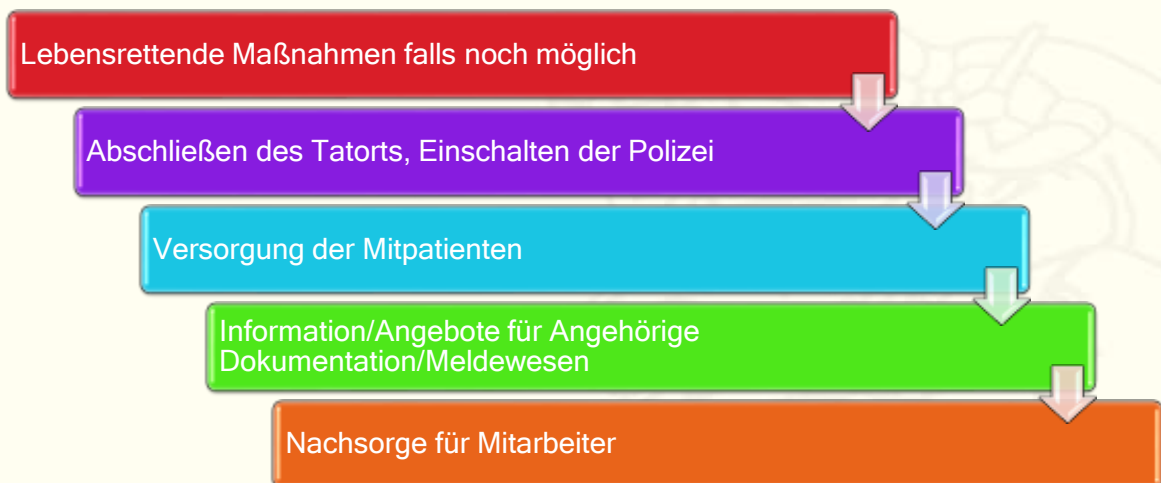 Lebensrettende Maßnahmen falls noch möglich
Abschließen des Tatorts, Einschalten der Polizei
Versorgung der Mitpatienten
Information/Angebote für Angehörige
Dokumentation/Meldewesen
Nachsorge für Mitarbeiter